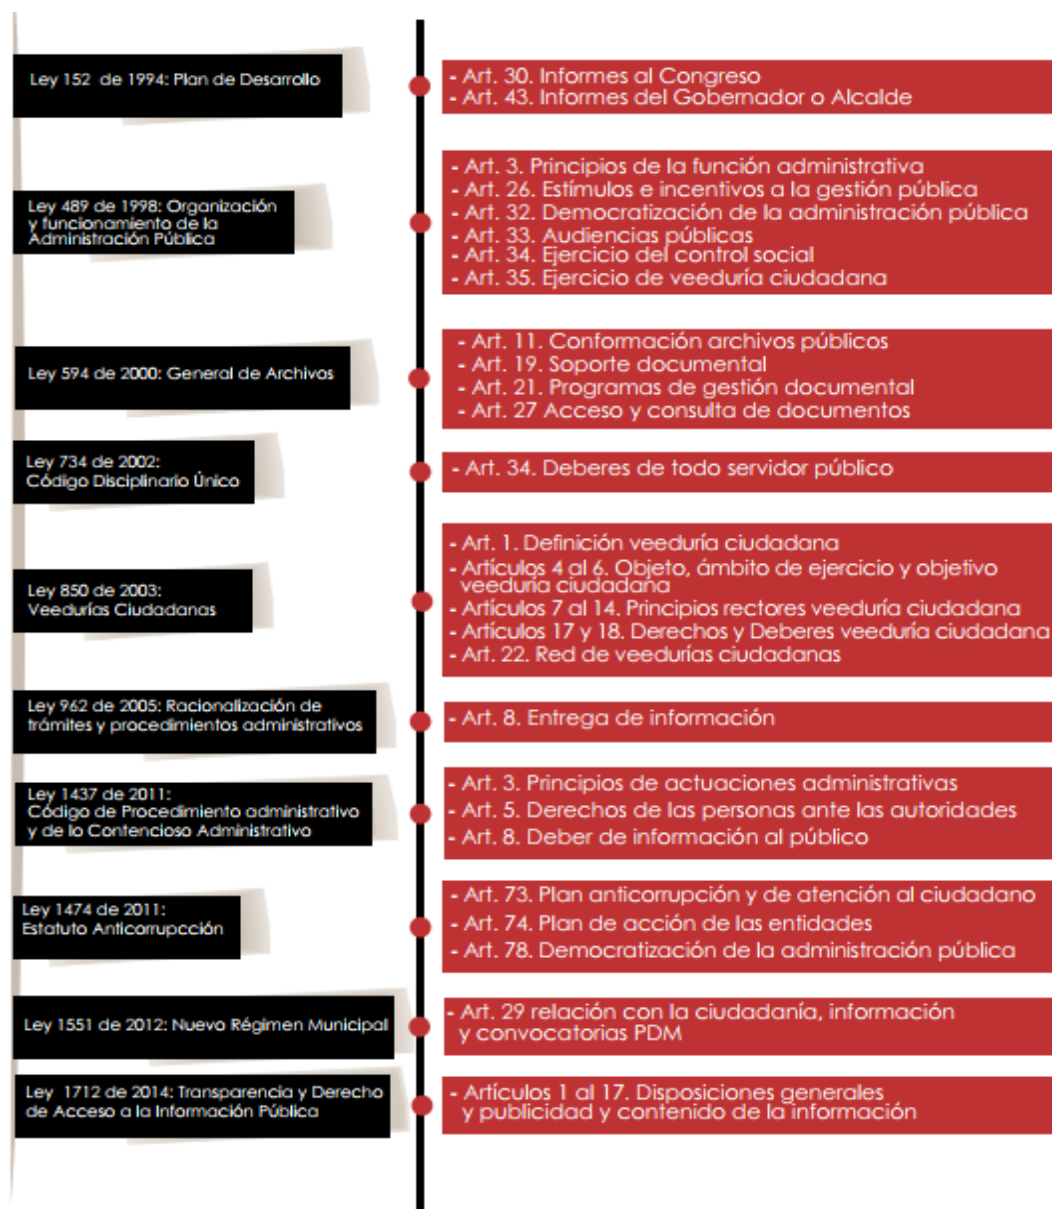 Ley 152 de 1994: Plan de Desarrollo
- Art. 30. Informes al Congreso
- Art. 43. Informes del Gobernador o Alcalde
Ley 489 de 1998: Organización
y funcionamiento de la
Administración Pública
- Art. 3. Principios de la función administrativa
- Art. 26. Estímulos e incentivos a la gestión pública
- Art. 32. Democratización de la administración pública
- Art. 33. Audiencias públicas
- Art. 34. Ejercicio del control social
- Art. 35. Ejercicio de veeduría ciudadana
Ley 594 de 2000: General de Archivos
- Art. 11. Conformación archivos públicos
- Art. 19. Soporte documental
- Art. 21. Programas de gestión documental
- Art. 27 Acceso y consulta de documentos
Ley 734 de 2002:
Código Disciplinario Único
- Art. 34. Deberes de todo servidor público
Ley 850 de 2003:
Veedurías Ciudadanas
- Art. 1. Definición veeduría ciudadana
- Artículos 4 al 6. Objeto, ámbito de ejercicio y objetivo
veeduría ciudadana
- Artículos 7 al 14. Principios rectores veeduría ciudadana
- Artículos 17 y 18. Derechos y Deberes veeduría ciudadana
- Art. 22. Red de veedurías ciudadanas
Ley 962 de 2005: Racionalización de
trámites y procedimientos administrativos
- Art. 8. Entrega de información
Ley 1437 de 2011:
Código de Procedimiento administrativo
y de lo Contencioso Administrativo
- Art. 3. Principios de actuaciones administrativas
- Art. 5. Derechos de las personas ante las autoridades
- Art. 8. Deber de información al público
Ley 1474 de 2011:
Estatuto Anticorrupcción
- Art. 73. Plan anticorrupción y de atención al ciudadano
- Art. 74. Plan de acción de las entidades
- Art. 78. Democratización de la administración pública
Ley 1551 de 2012: Nuevo Régimen Municipal
- Art. 29 relación con la ciudadanía, información
y convocatorias PDM
Ley 1712 de 2014: Transparencia y Derecho
de Acceso a la Información Pública
- Artículos 1 al 17. Disposiciones generales
y publicidad y contenido de la información